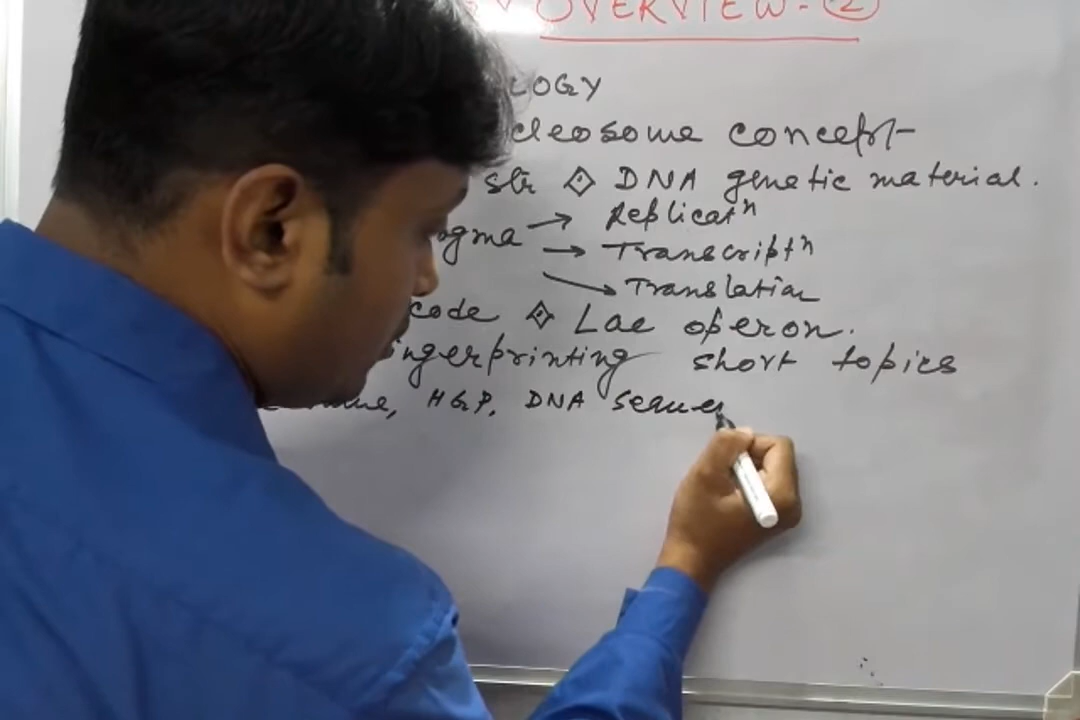 OVERVIEW - ②
LOGY
cleosome concept
str ◇ DNA genetic material.
ogma → Replicatⁿ
→ Transcriptⁿ
→ Translation
code ◇ Lac operon.
ingerprinting short topics
HGP, DNA seque